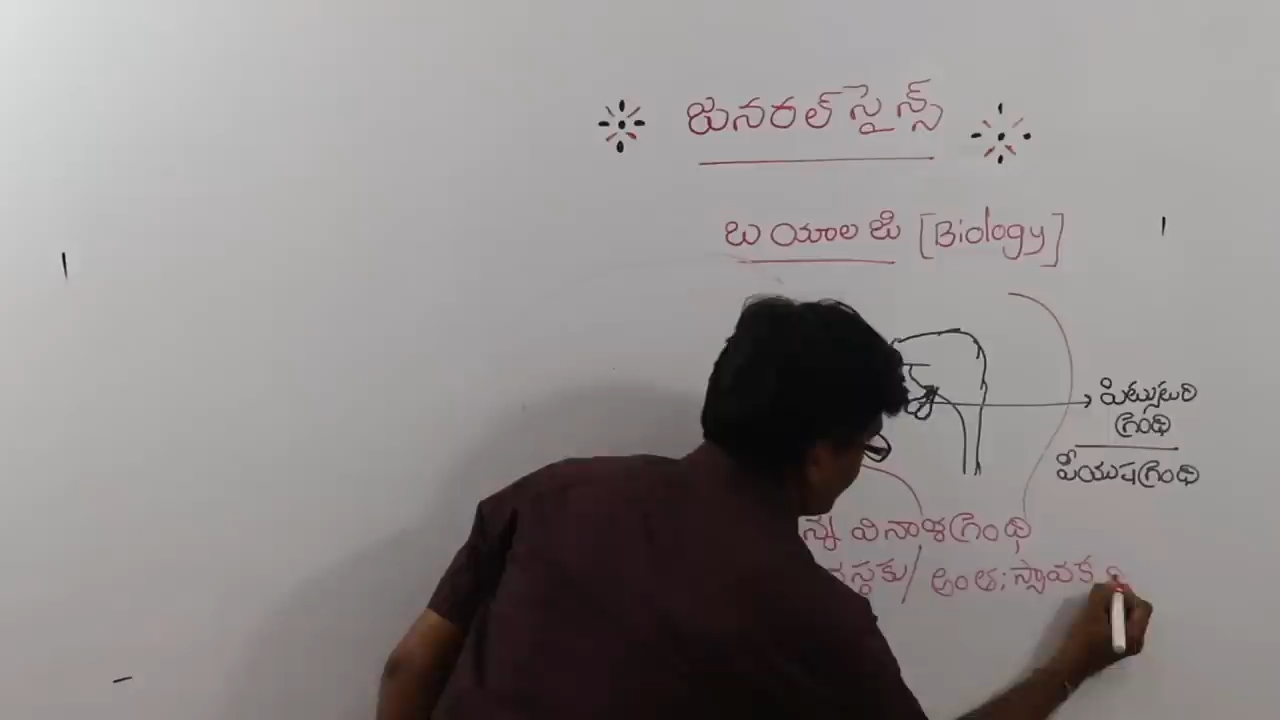 జనరల్ సైన్స్
బయాలజి [Biology]
పిట్యుటరి
గ్రంథి
పీయుషగ్రంథి
వినాళగ్రంథి
/ అంతఃస్రావక